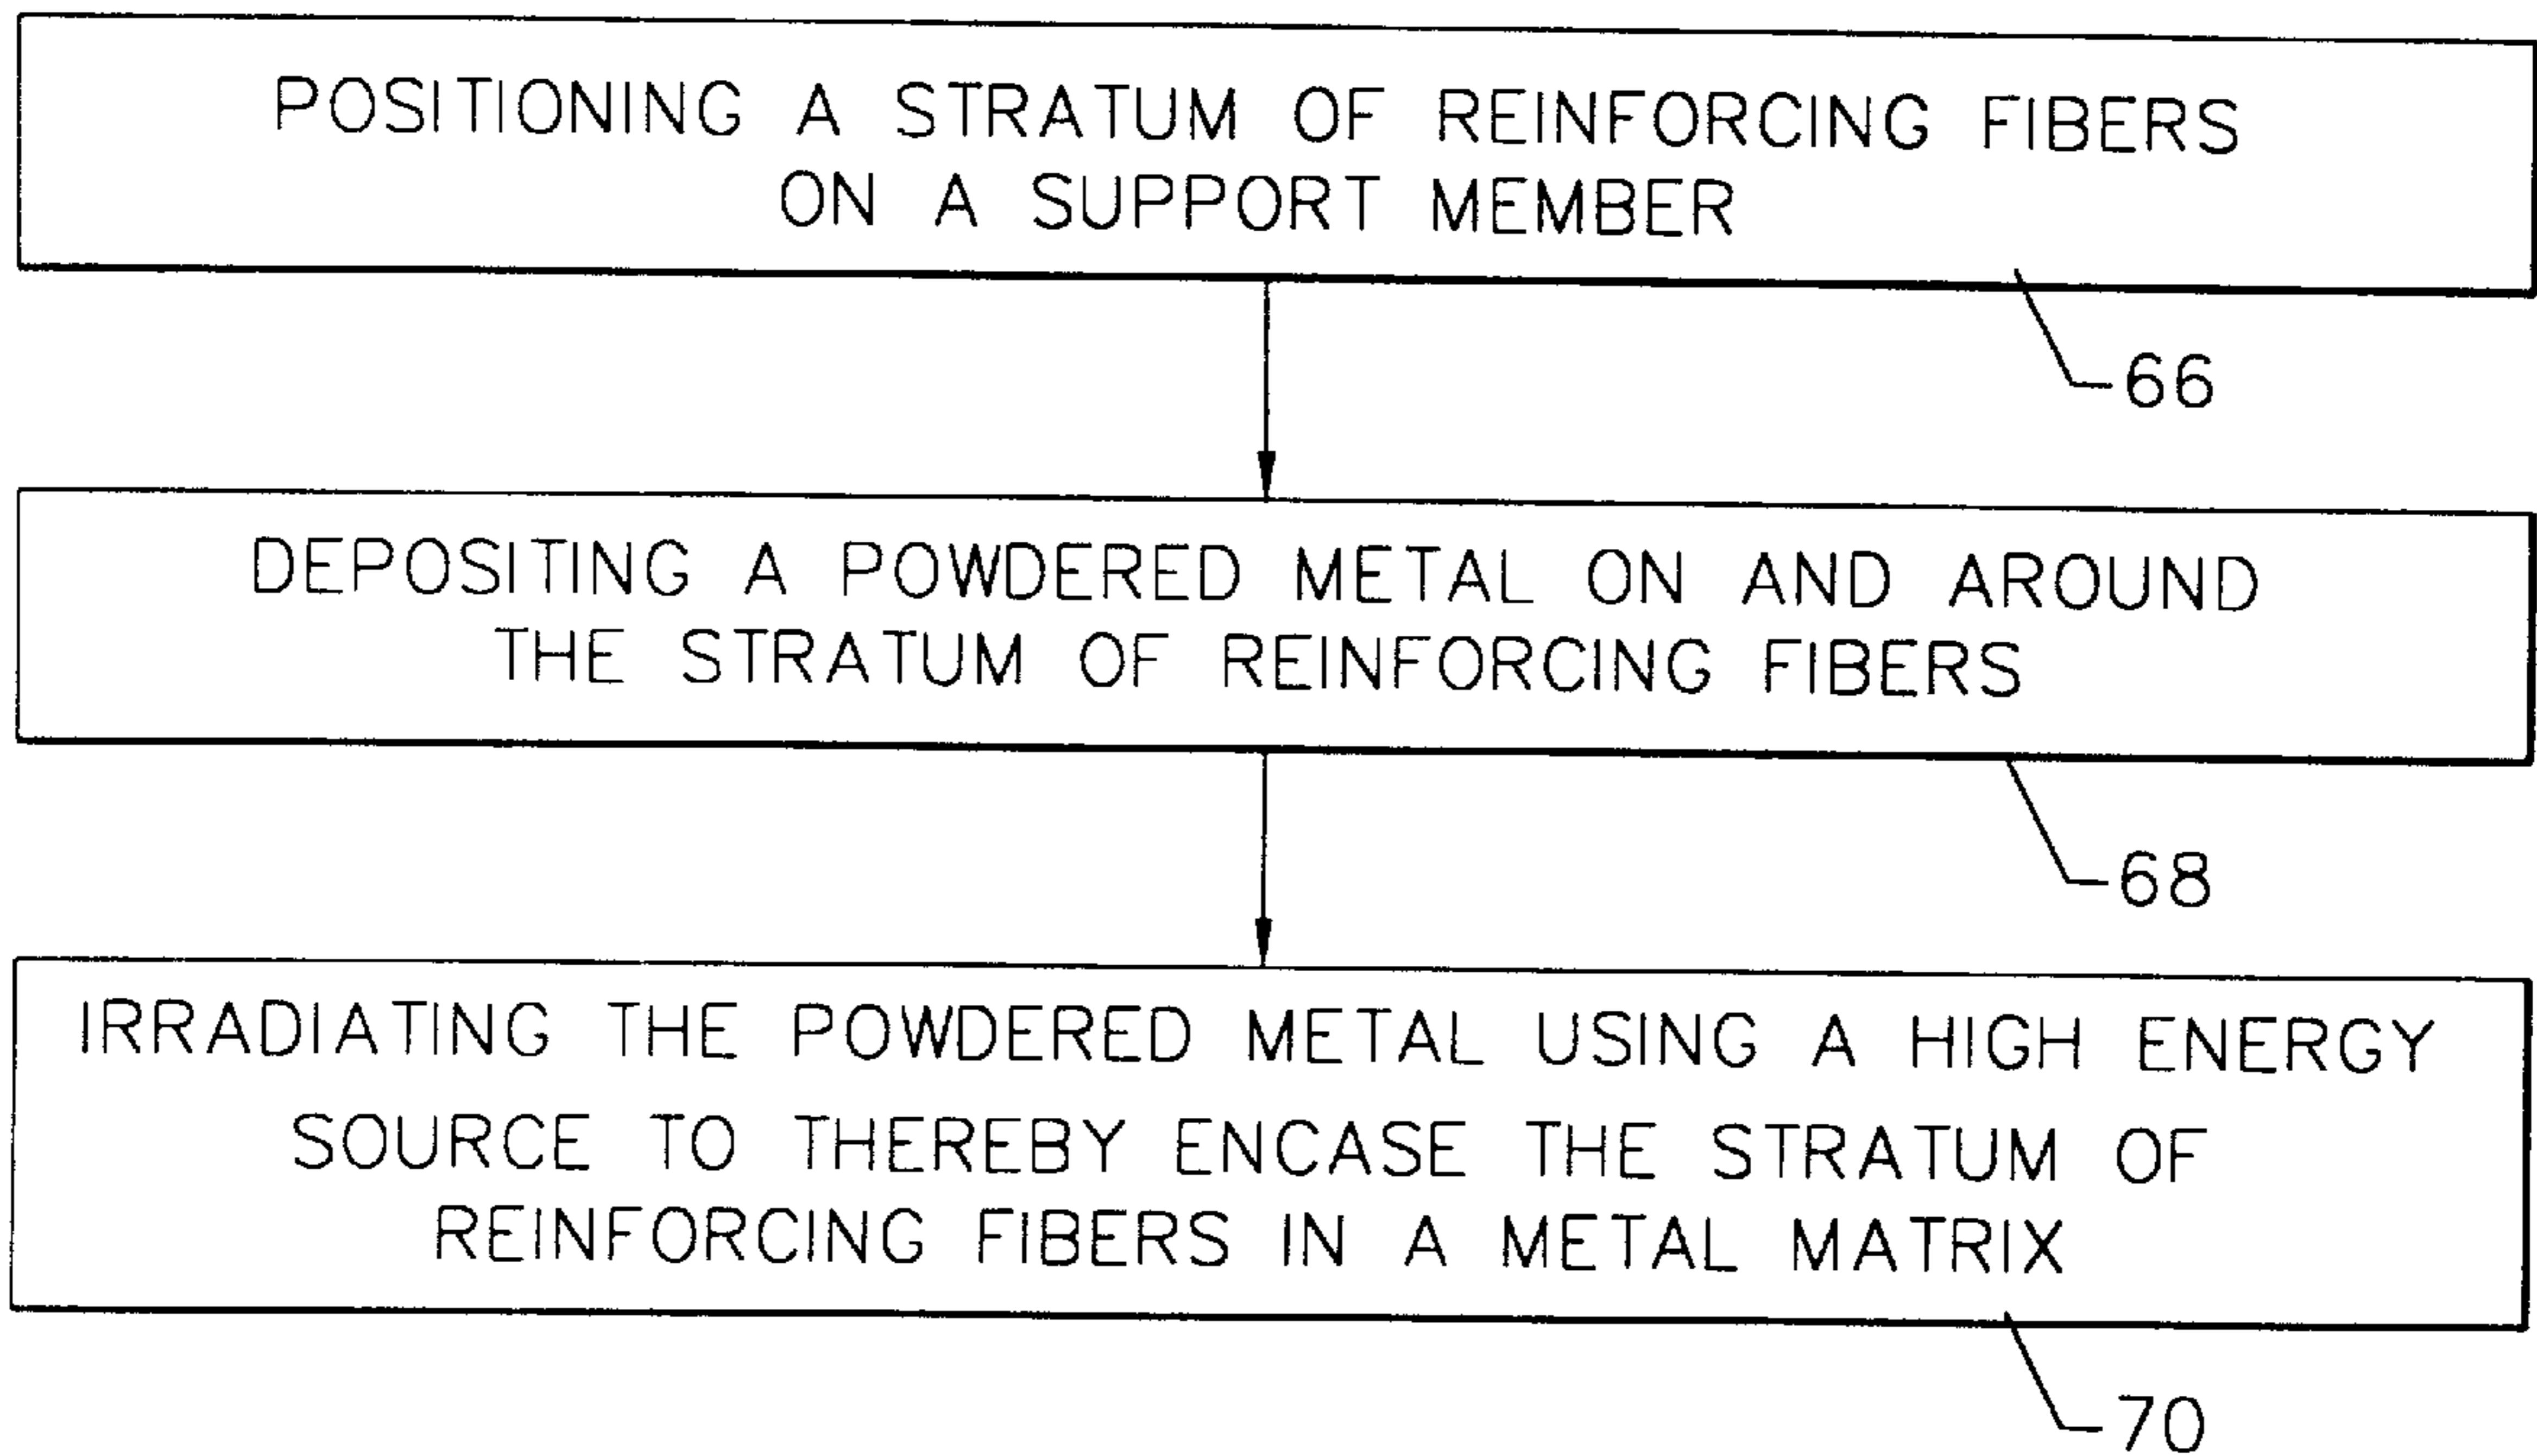 POSITIONING A STRATUM OF REINFORCING FIBERS
ON A SUPPORT MEMBER
66
DEPOSITING A POWDERED METAL ON AND AROUND
THE STRATUM OF REINFORCING FIBERS
68
IRRADIATING THE POWDERED METAL USING A HIGH ENERGY
SOURCE TO THEREBY ENCASE THE STRATUM OF
REINFORCING FIBERS IN A METAL MATRIX
70